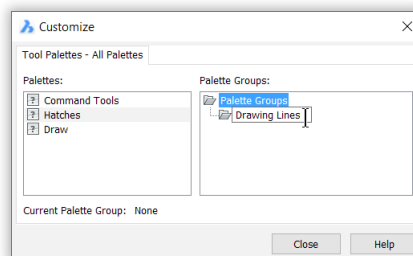 Customize
Tool Palettes - All Palettes
Palettes:
Command Tools
Hatches
Draw
Palette Groups:
Palette Groups
Drawing Lines
Current Palette Group: None
Close
Help